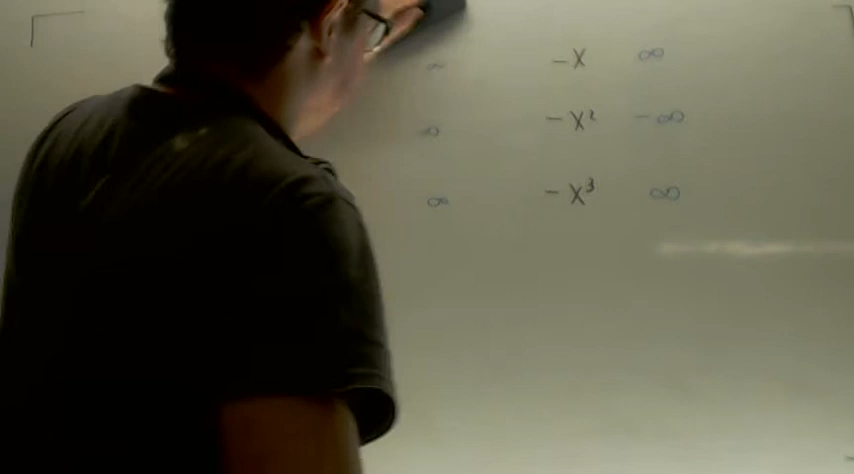 ∞ -x ∞
∞ -x² -∞
∞ -x³ ∞